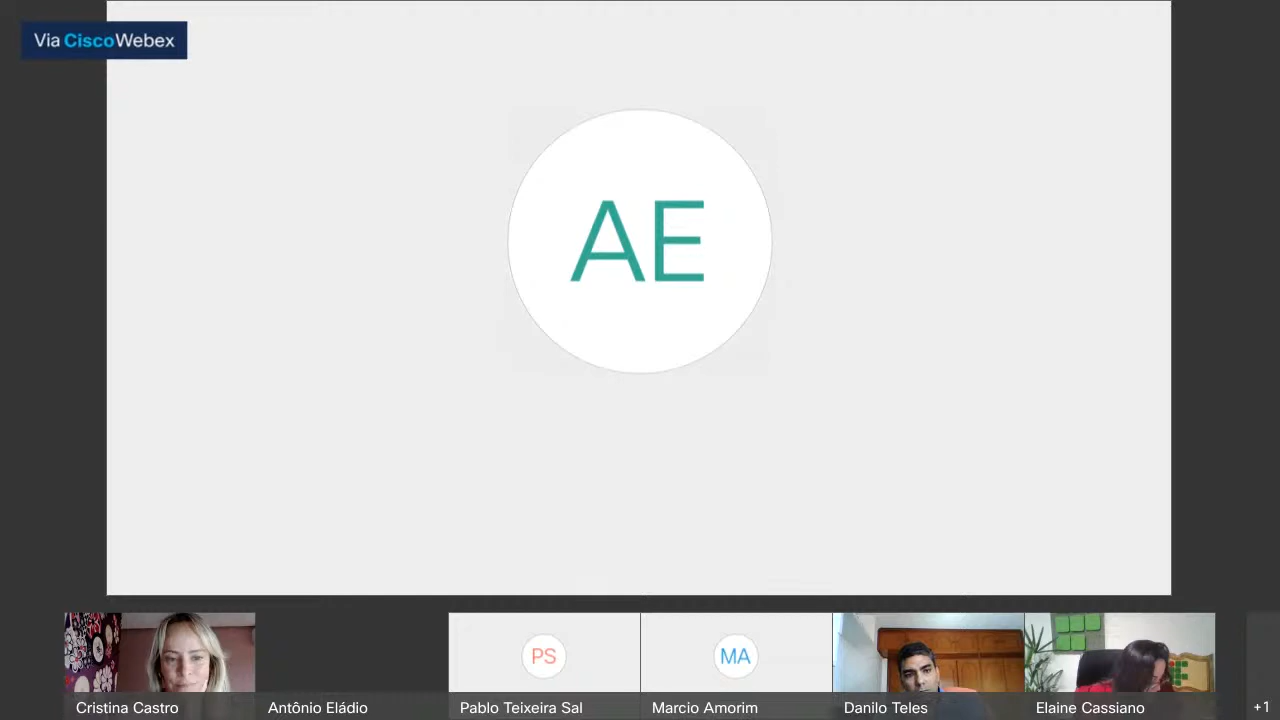 Via CiscoWebex
AE
PS
MA
Cristina Castro
Antônio Eládio
Pablo Teixeira Sal
Marcio Amorim
Danilo Teles
Elaine Cassiano
+1